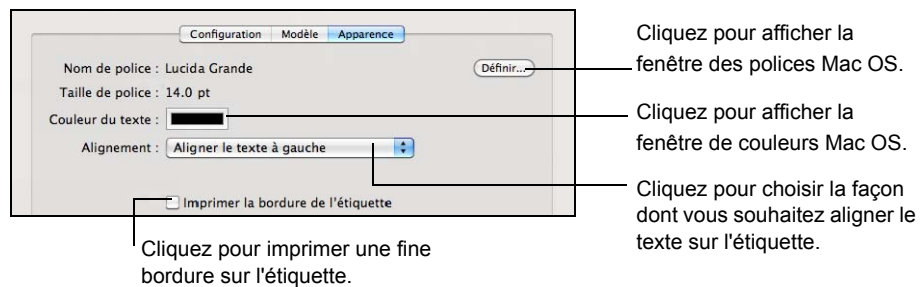 Configuration Modèle Apparence
Nom de police : Lucida Grande
Définir...
Taille de police : 14.0 pt
Couleur du texte :
Alignement : Aligner le texte à gauche
Imprimer la bordure de l'étiquette
Cliquez pour afficher la
fenêtre des polices Mac OS.
Cliquez pour afficher la
fenêtre de couleurs Mac OS.
Cliquez pour choisir la façon
dont vous souhaitez aligner le
texte sur l'étiquette.
Cliquez pour imprimer une fine
bordure sur l'étiquette.